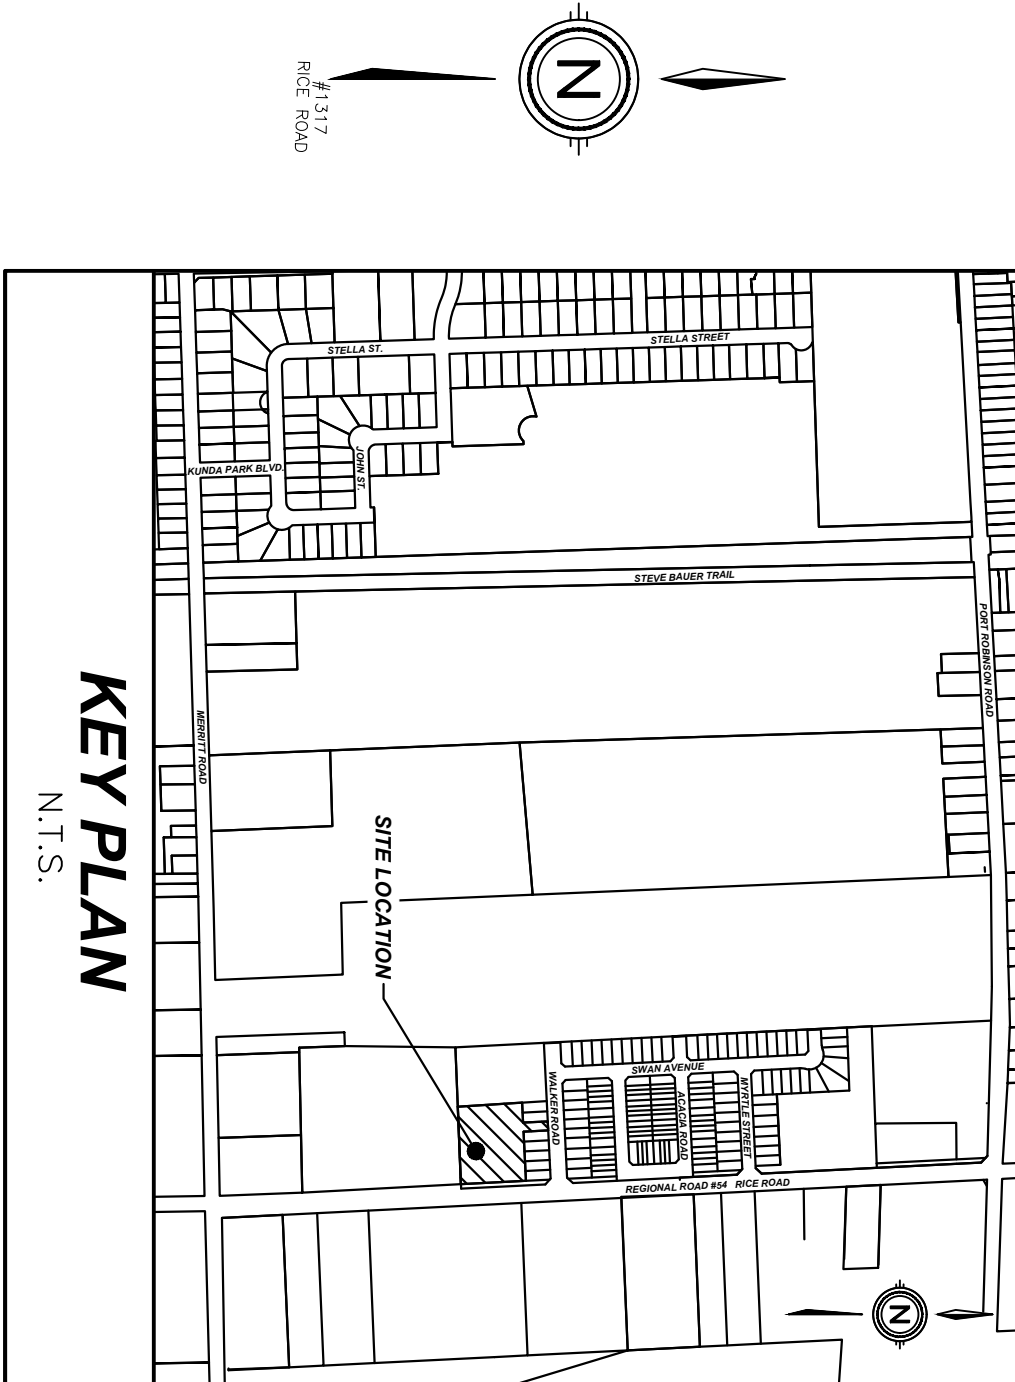 N
#1317
RICE ROAD
STELLA ST.
STELLA STREET
JOHN ST.
KUNDA PARK BLVD.
STEVE BAUER TRAIL
PORT ROBINSON ROAD
MERRITT ROAD
SITE LOCATION
SWAN AVENUE
WALKER ROAD
ACACIA ROAD
MYRTLE STREET
REGIONAL ROAD #54 RICE ROAD
N
KEY PLAN
N.T.S.